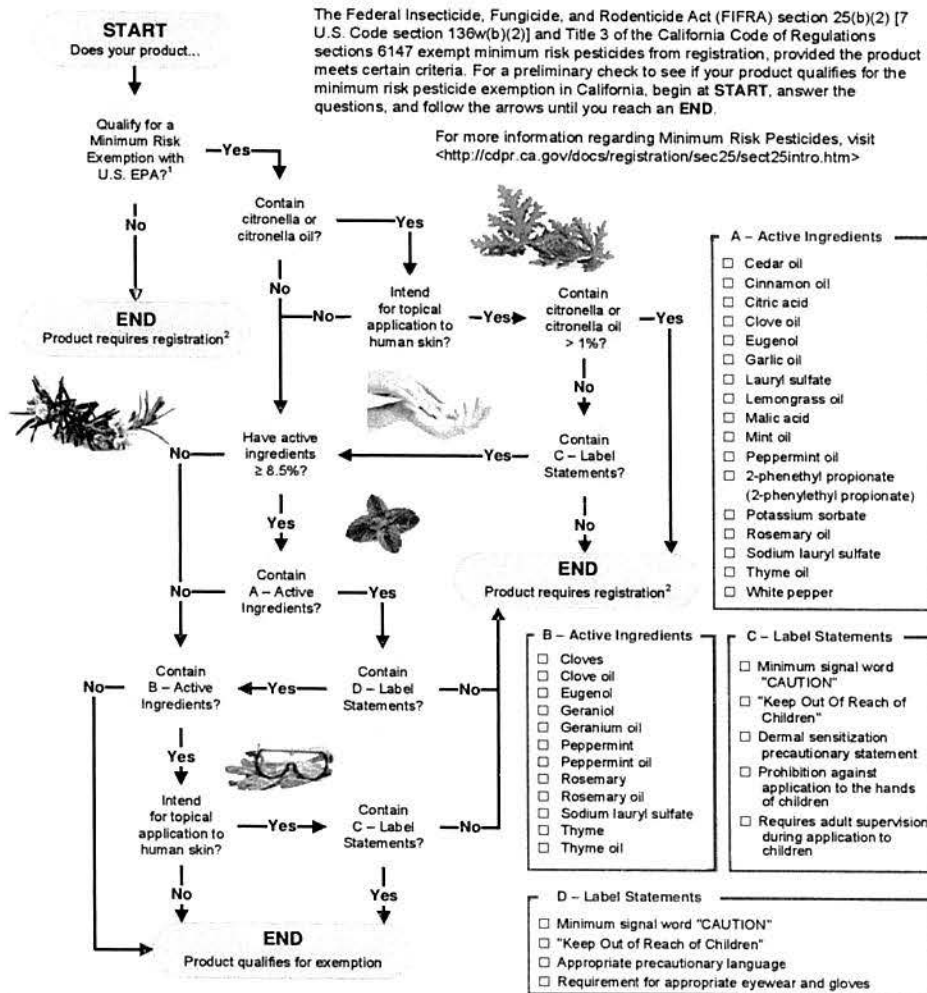 START
Does your product...
The Federal Insecticide, Fungicide, and Rodenticide Act (FIFRA) section 25(b)(2) [7
U.S. Code section 136w(b)(2)] and Title 3 of the California Code of Regulations
sections 6147 exempt minimum risk pesticides from registration, provided the product
meets certain criteria. For a preliminary check to see if your product qualifies for the
minimum risk pesticide exemption in California, begin at START, answer the
questions, and follow the arrows until you reach an END.
For more information regarding Minimum Risk Pesticides, visit
<http://cdpr.ca.gov/docs/registration/sec25/sect25intro.htm>
Qualify for a
Minimum Risk
Exemption with
U.S. EPA?¹
Yes
No
END
Product requires registration²
Contain
citronella or
citronella oil?
Yes
No
Intend
for topical
application to
human skin?
No
Yes
Contain
citronella or
citronella oil
> 1%?
Yes
No
Contain
C – Label
Statements?
Yes
No
END
Product requires registration²
Have active
ingredients
≥ 8.5%?
No
Yes
Contain
A – Active
Ingredients?
No
Yes
Contain
D – Label
Statements?
Yes
No
Contain
B – Active
Ingredients?
No
Yes
Intend
for topical
application to
human skin?
Yes
No
Contain
C – Label
Statements?
No
Yes
END
Product qualifies for exemption
A – Active Ingredients
Cedar oil
Cinnamon oil
Citric acid
Clove oil
Eugenol
Garlic oil
Lauryl sulfate
Lemongrass oil
Malic acid
Mint oil
Peppermint oil
2-phenethyl propionate
(2-phenylethyl propionate)
Potassium sorbate
Rosemary oil
Sodium lauryl sulfate
Thyme oil
White pepper
B – Active Ingredients
Cloves
Clove oil
Eugenol
Geraniol
Geranium oil
Peppermint
Peppermint oil
Rosemary
Rosemary oil
Sodium lauryl sulfate
Thyme
Thyme oil
C – Label Statements
Minimum signal word
"CAUTION"
"Keep Out Of Reach of
Children"
Dermal sensitization
precautionary statement
Prohibition against
application to the hands
of children
Requires adult supervision
during application to
children
D – Label Statements
Minimum signal word "CAUTION"
"Keep Out of Reach of Children"
Appropriate precautionary language
Requirement for appropriate eyewear and gloves